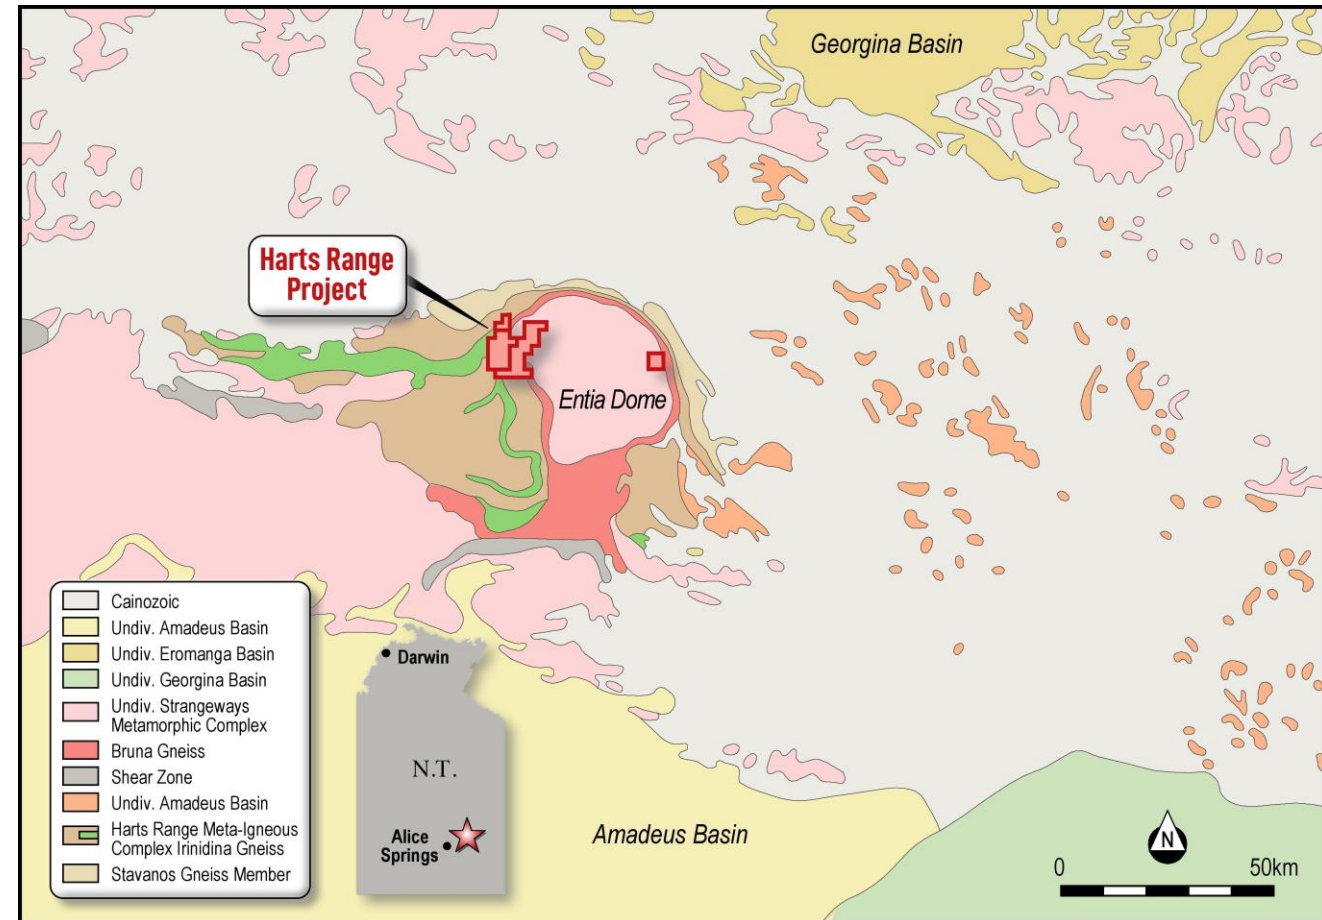 Georgina Basin
Harts Range
Project
Entia Dome
Cainozoic
Undiv. Amadeus Basin
Undiv. Eromanga Basin
Undiv. Georgina Basin
Undiv. Strangeways
Metamorphic Complex
Bruna Gneiss
Shear Zone
Undiv. Amadeus Basin
Harts Range Meta-Igneous
Complex Irinidina Gneiss
Stavanos Gneiss Member
Darwin
N.T.
Alice
Springs
Amadeus Basin
N
0 50km